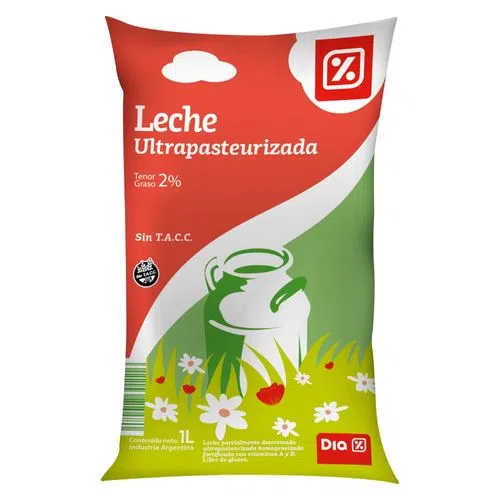 %
Leche
Ultrapasteurizada
Tenor
Graso 2%
Sin T.A.C.C.
Sin T.A.C.C.
Contenido neto: 1L
Industria Argentina
Leche parcialmente descremada
ultrapasteurizada homogeneizada
fortificada con vitaminas A y D.
Libre de gluten.
Dia %